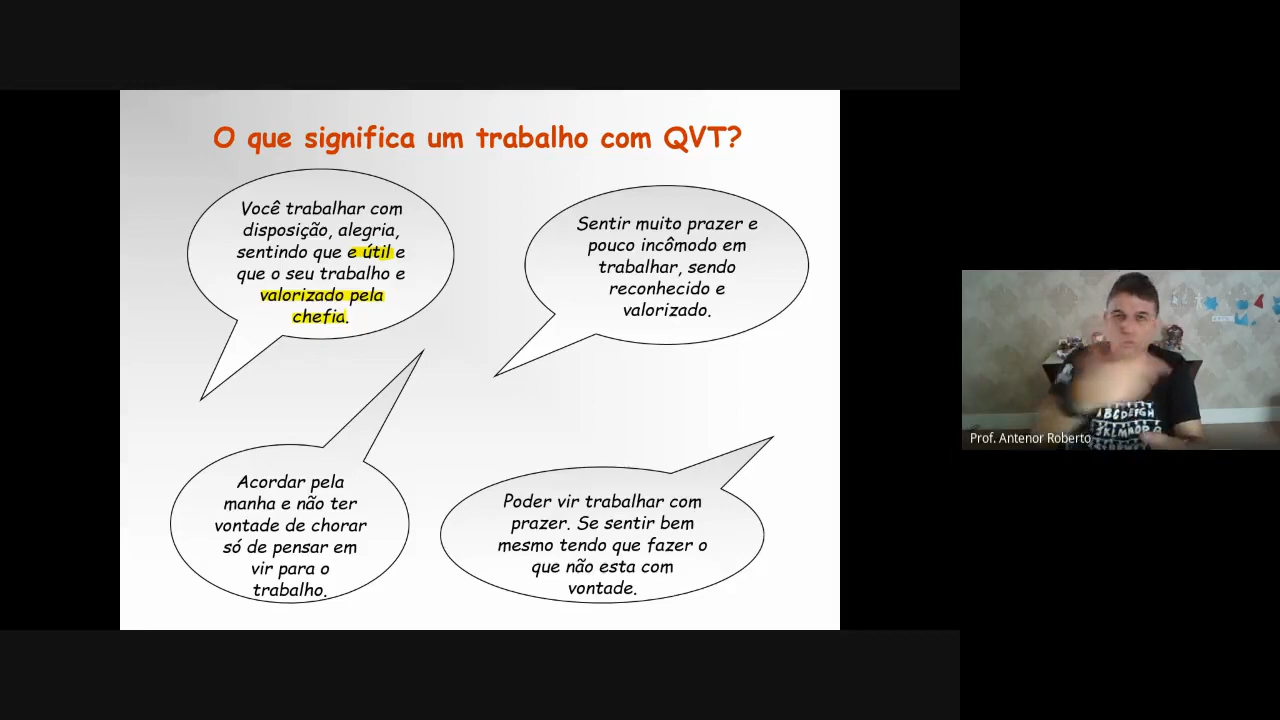 O que significa um trabalho com QVT?
Você trabalhar com
disposição, alegria,
sentindo que e útil e
que o seu trabalho e
valorizado pela
chefia.
Sentir muito prazer e
pouco incômodo em
trabalhar, sendo
reconhecido e
valorizado.
Acordar pela
manha e não ter
vontade de chorar
só de pensar em
vir para o
trabalho.
Poder vir trabalhar com
prazer. Se sentir bem
mesmo tendo que fazer o
que não esta com
vontade.
ABCDEFGH
Prof. Antenor Roberto